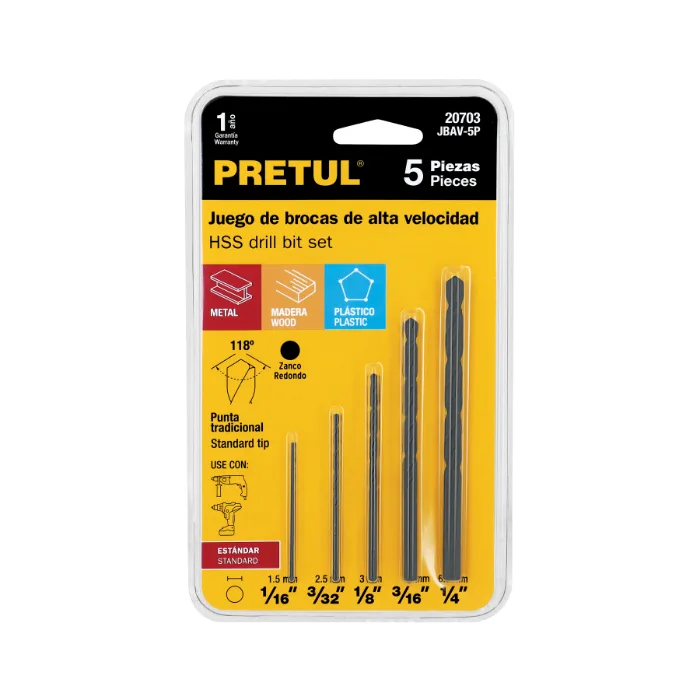 1 año
Garantía
Warranty
20703
JBAV-5P
PRETUL®
5 Piezas
Pieces
Juego de brocas de alta velocidad
HSS drill bit set
METAL
MADERA
WOOD
PLÁSTICO
PLASTIC
118°
Zanco
Redondo
Punta
tradicional
Standard tip
USE CON:
ESTÁNDAR
STANDARD
1.5 mm 2.5 mm 3 mm
1/16" 3/32" 1/8" 3/16" 1/4"